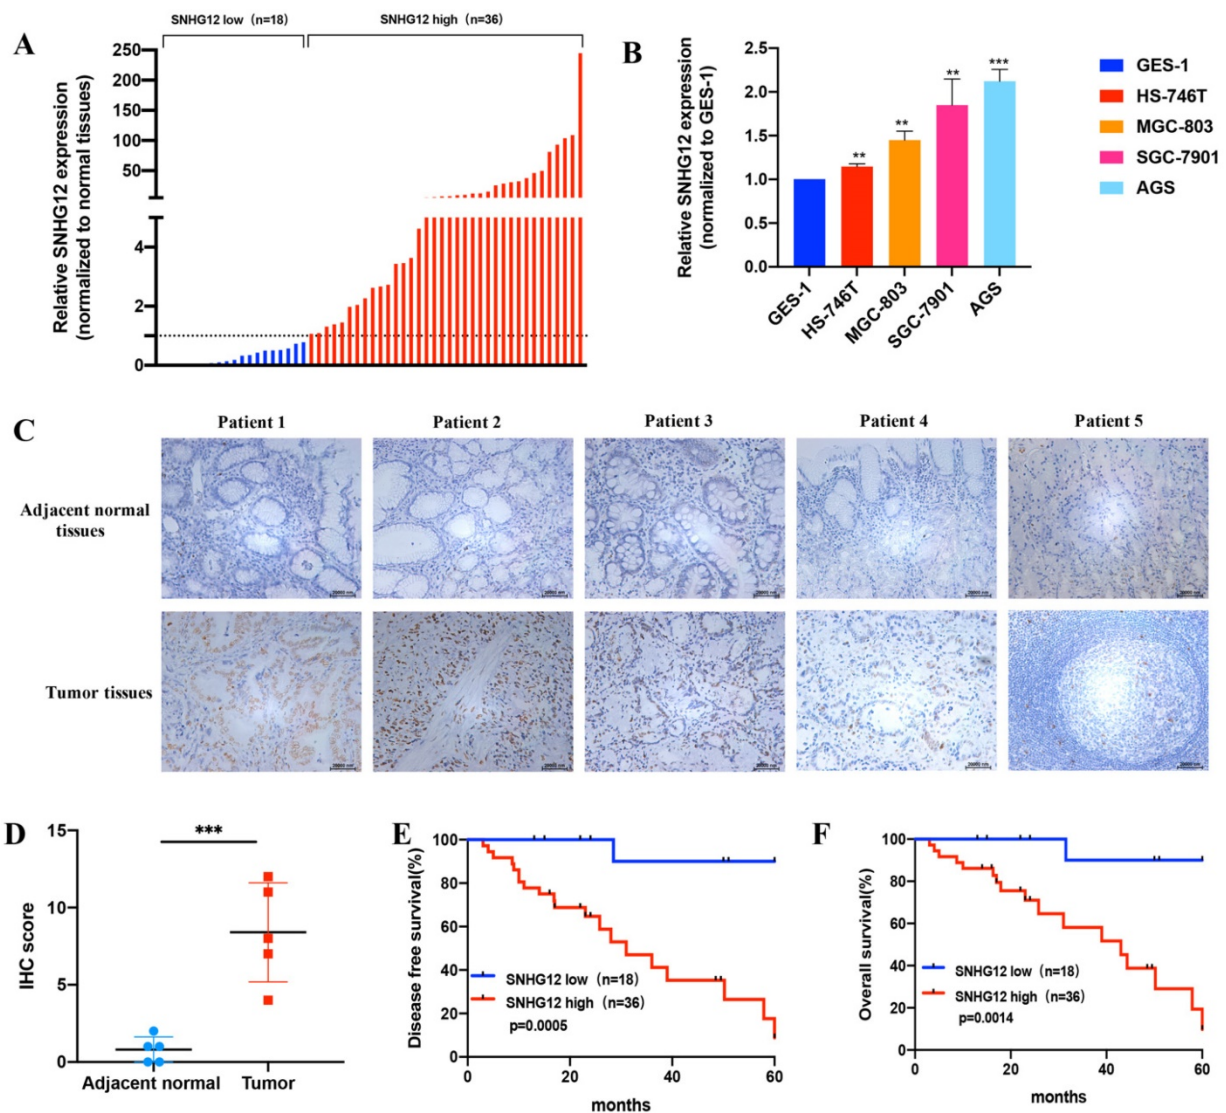 A
SNHG12 low (n=18)
SNHG12 high (n=36)
Relative SNHG12 expression
(normalized to normal tissues)
250
200
150
100
50
4
2
0
B
Relative SNHG12 expression
(normalized to GES-1)
2.5
2.0
1.5
1.0
0.5
0.0
**
**
**
***
GES-1
HS-746T
MGC-803
SGC-7901
AGS
GES-1
HS-746T
MGC-803
SGC-7901
AGS
C
Patient 1
Patient 2
Patient 3
Patient 4
Patient 5
Adjacent normal
tissues
Tumor tissues
D
IHC score
15
10
5
0
***
Adjacent normal
Tumor
E
Disease free survival(%)
100
80
60
40
20
0
SNHG12 low (n=18)
SNHG12 high (n=36)
p=0.0005
0
20
40
60
months
F
Overall survival(%)
100
80
60
40
20
0
SNHG12 low (n=18)
SNHG12 high (n=36)
p=0.0014
0
20
40
60
months